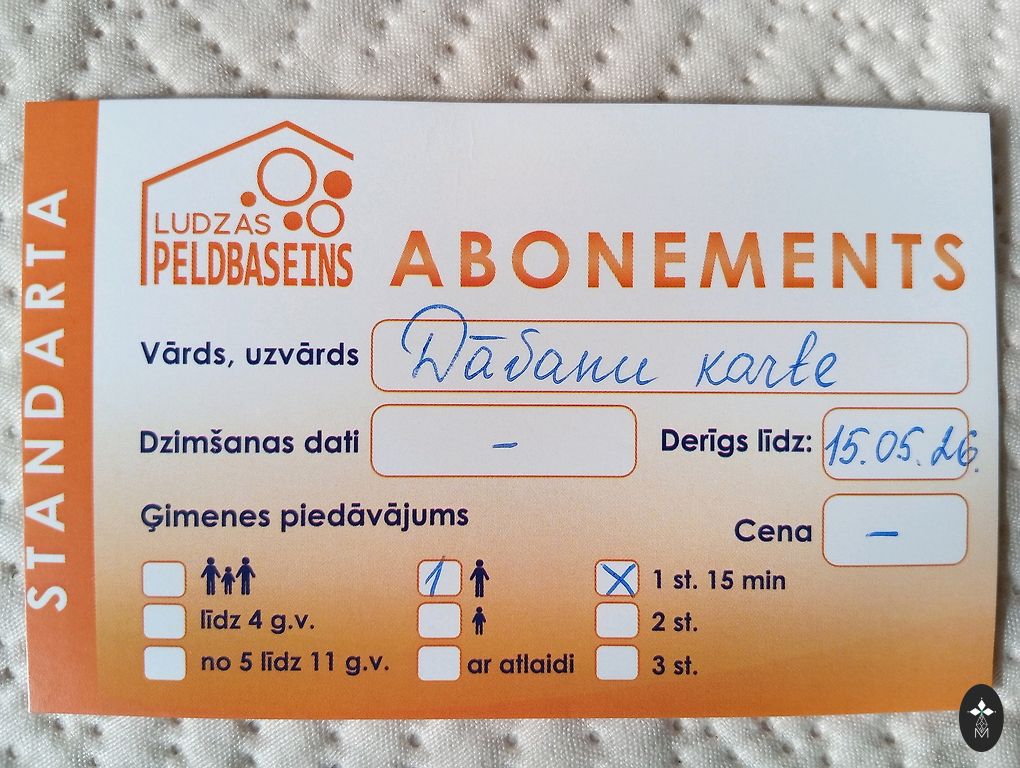 STANDARTA
LUDZAS
PELDBASEINS
ABONEMENTS
Vārds, uzvārds Dāvanu karte
Dzimšanas dati – Derīgs līdz: 15.05.26.
Ģimenes piedāvājums
Cena –
1 X 1 st. 15 min
līdz 4 g.v. 2 st.
no 5 līdz 11 g.v. ar atlaidi 3 st.
M